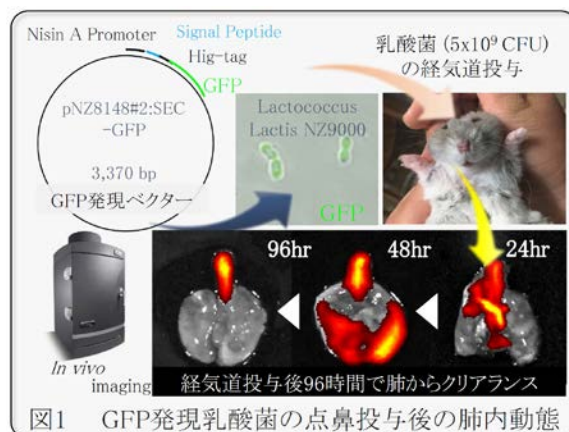 Nisin A Promoter
Signal Peptide
Hig-tag
GFP
pNZ8148#2:SEC
-GFP
3,370 bp
GFP発現ベクター
Lactococcus
Lactis NZ9000
GFP
乳酸菌 (5x10⁹ CFU)
の経気道投与
96hr
48hr
24hr
In vivo
imaging
経気道投与後96時間で肺からクリアランス
図1 GFP発現乳酸菌の点鼻投与後の肺内動態